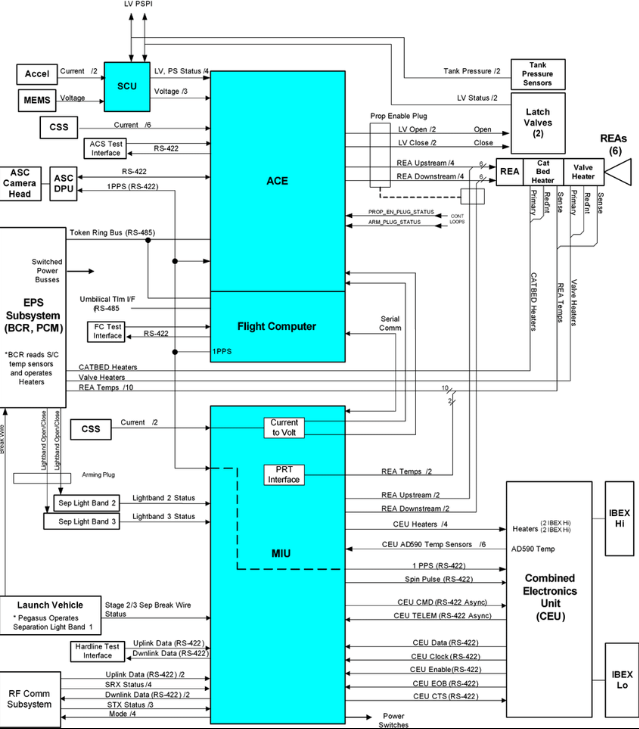 LV PSPI
Accel
Current /2
SCU
LV, PS Status /4
MEMS
Voltage
Voltage /3
CSS
Current /6
ACS Test
Interface
RS-422
ASC
Camera
Head
ASC
DPU
RS-422
1PPS (RS-422)
ACE
Tank Pressure /2
Tank
Pressure
Sensors
LV Status /2
Latch
Valves
(2)
Prop Enable Plug
LV Open /2
Open
LV Close /2
Close
REA Upstream /4
6
REA Downstream /4
6
REA
Cat
Bed
Heater
Valve
Heater
REAs
(6)
PROP_EN_PLUG_STATUS
ARM_PLUG_STATUS
CONT
LOOPS
Primary
Red'nt
Sense
Primary
Red'nt
Sense
CATBED Heaters
REA Temps
Valve Heaters
Token Ring Bus (RS-485)
Switched
Power
Busses
EPS
Subsystem
(BCR, PCM)
*BCR reads S/C
temp sensors
and operates
Heaters
Umbilical Tlm I/F
(RS-485
FC Test
Interface
RS-422
Flight Computer
1PPS
Serial
Comm
CATBED Heaters
Valve Heaters
REA Temps /10
10
2
Break Wire
Lightband Open/Close
Lightband Open/Close
CSS
Current /2
Current
to Volt
Arming Plug
PRT
Interface
REA Temps /2
Sep Light Band 2
Lightband 2 Status
REA Upstream /2
REA Downstream /2
Sep Light Band 3
Lightband 3 Status
MIU
CEU Heaters /4
Heaters
(2 IBEX Hi)
(2 IBEX Hi)
CEU AD590 Temp Sensors /6
AD590 Temp
IBEX
Hi
1 PPS (RS-422)
Spin Pulse (RS-422)
Combined
Electronics
Unit
(CEU)
Launch Vehicle
* Pegasus Operates
Separation Light Band 1
Stage 2/3 Sep Break Wire
Status
CEU CMD (RS-422 Async)
CEU TELEM (RS-422 Async)
Hardline Test
Interface
Uplink Data (RS-422)
Dwnlink Data (RS-422)
CEU Data (RS-422)
CEU Clock (RS-422)
CEU Enable(RS-422)
CEU EOB (RS-422)
CEU CTS (RS-422)
IBEX
Lo
RF Comm
Subsystem
Uplink Data (RS-422) /2
SRX Status /4
Dwnlink Data (RS-422) /2
STX Status /3
Mode /4
Power
Switches